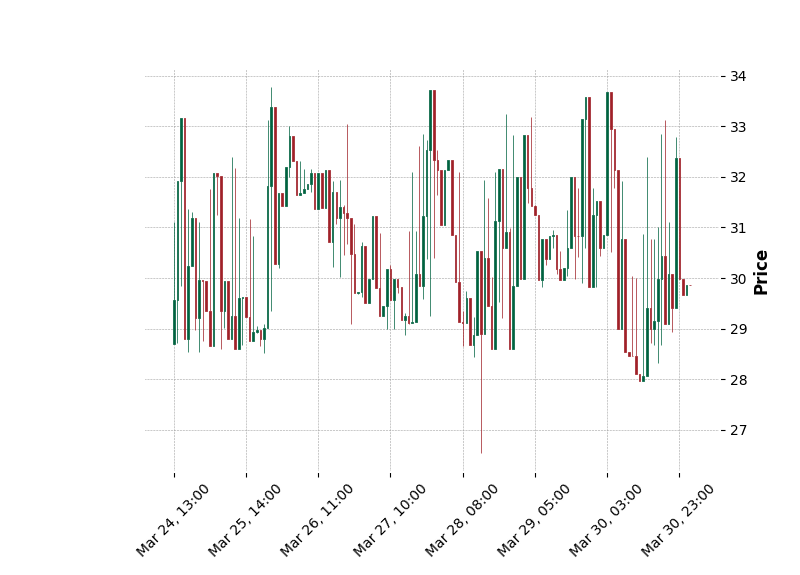 34
33
32
31
30
29
28
27
Price
Mar 24, 13:00
Mar 25, 14:00
Mar 26, 11:00
Mar 27, 10:00
Mar 28, 08:00
Mar 29, 05:00
Mar 30, 03:00
Mar 30, 23:00